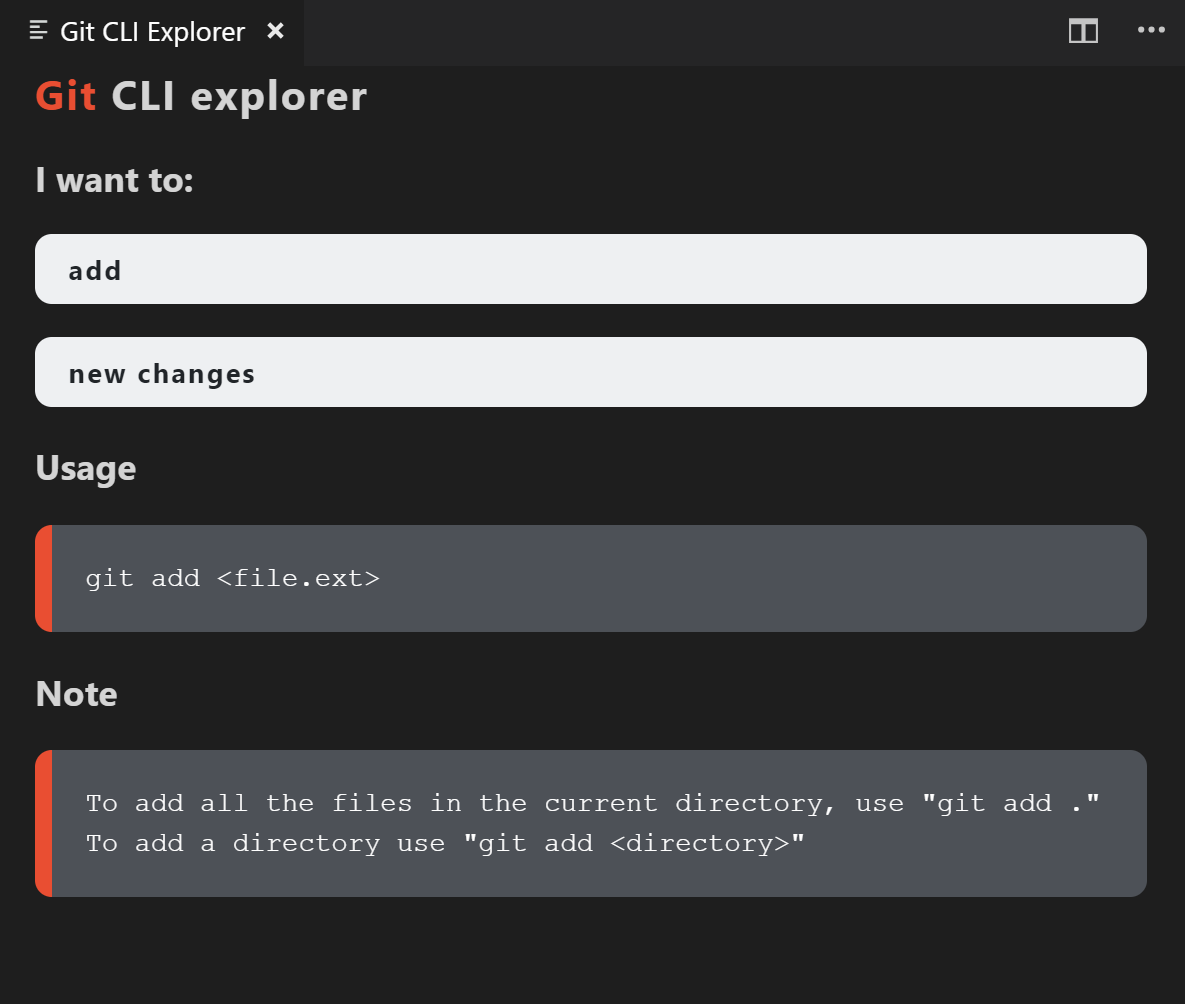 Git CLI Explorer
Git CLI explorer
I want to:
add
new changes
Usage
git add <file.ext>
Note
To add all the files in the current directory, use "git add ."
To add a directory use "git add <directory>"